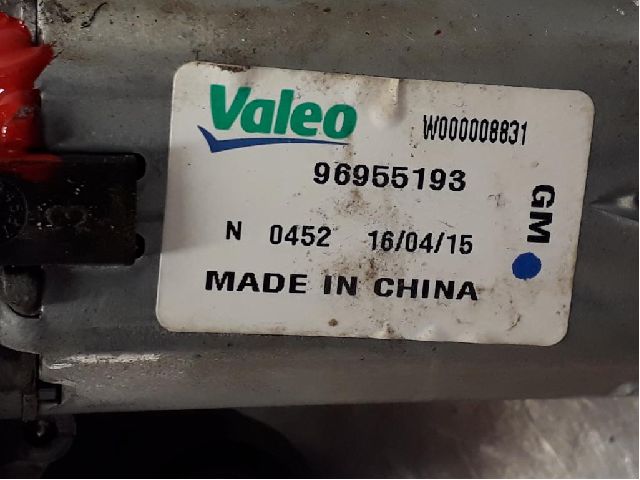 Valeo
W000008831
96955193
GM
N 0452 16/04/15
MADE IN CHINA